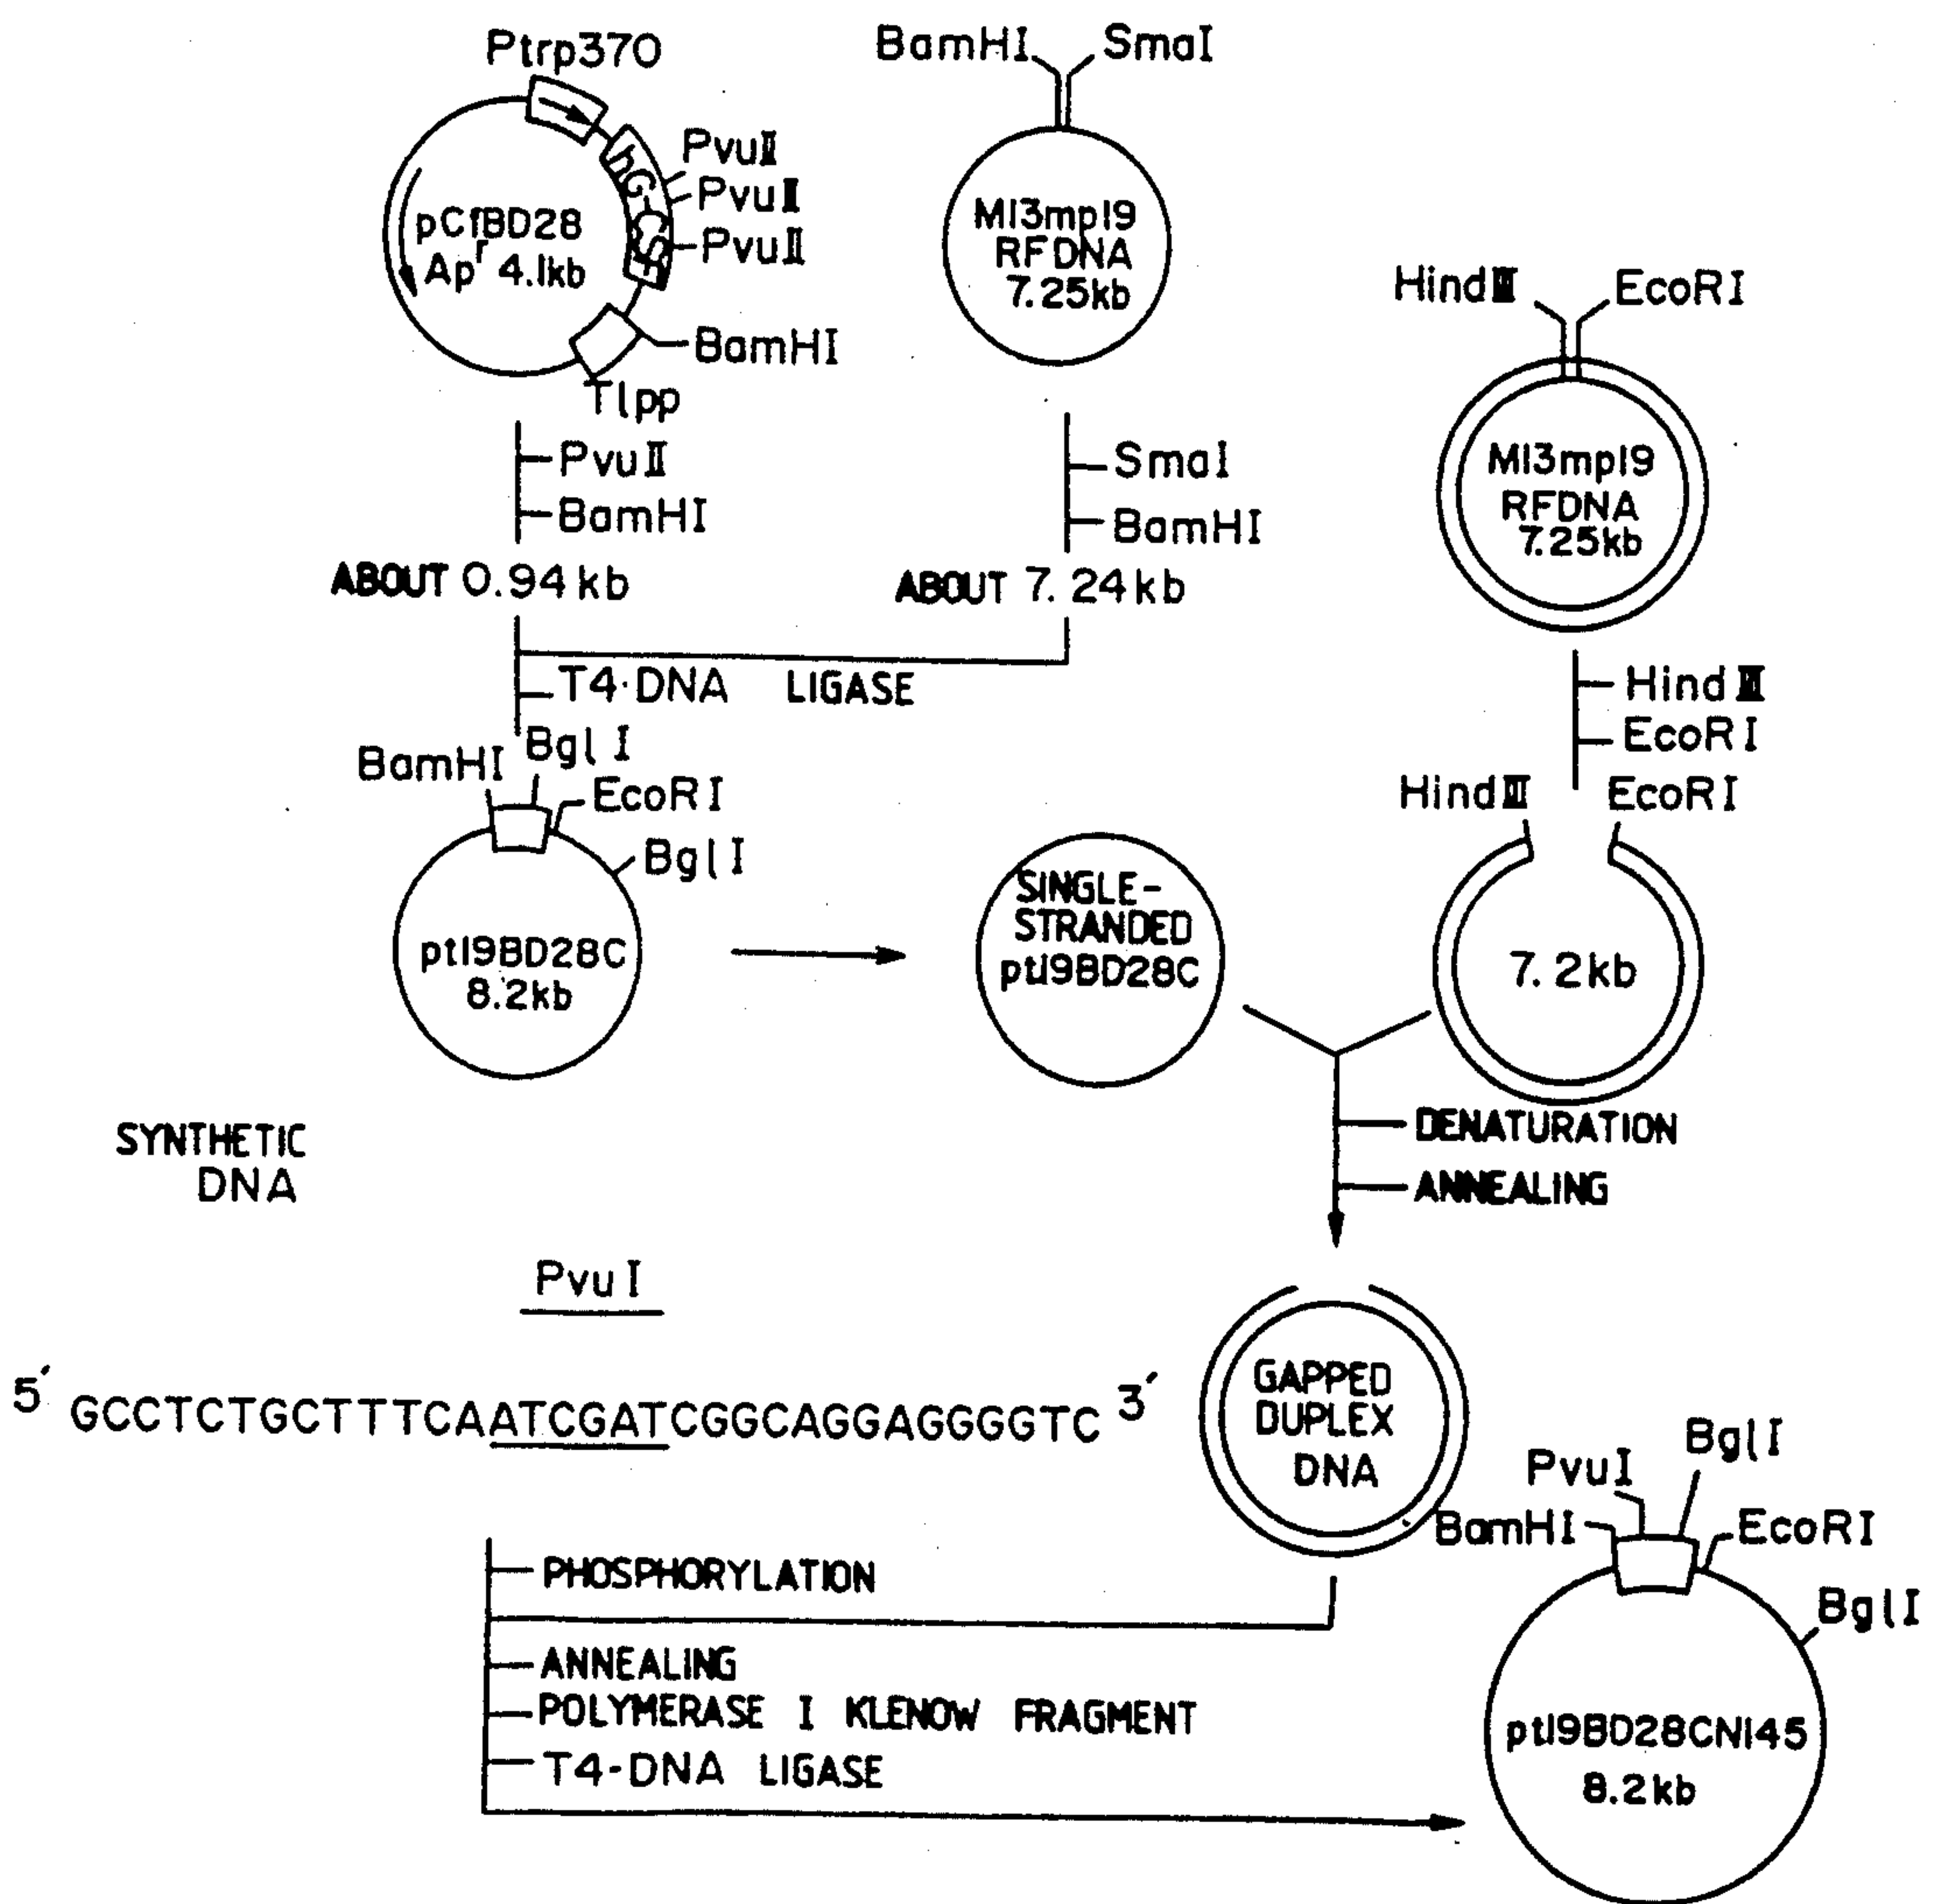 Ptrp370
hG-CSF
PvuII
PvuII
PvuII
pCfBD28
Apʳ 4.1kb
BamHI
Tlpp
PvuII
BamHI
ABOUT 0.94kb
BamHI
SmaI
M13mp19
RFDNA
7.25kb
SmaI
BamHI
ABOUT 7.24kb
HindIII
EcoRI
M13mp19
RFDNA
7.25kb
HindIII
EcoRI
T4·DNA LIGASE
BamHI
BglI
EcoRI
BglI
pt19BD28C
8.2kb
SINGLE-
STRANDED
pt19BD28C
HindIII
EcoRI
7.2kb
DENATURATION
ANNEALING
SYNTHETIC
DNA
PvuI
5′ GCCTCTGCTTTCAATCGATCGGCAGGAGGGGTC 3′
GAPPED
DUPLEX
DNA
PHOSPHORYLATION
ANNEALING
POLYMERASE I KLENOW FRAGMENT
T4-DNA LIGASE
PvuI
BglI
BamHI
EcoRI
BglI
pt19BD28CN145
8.2kb